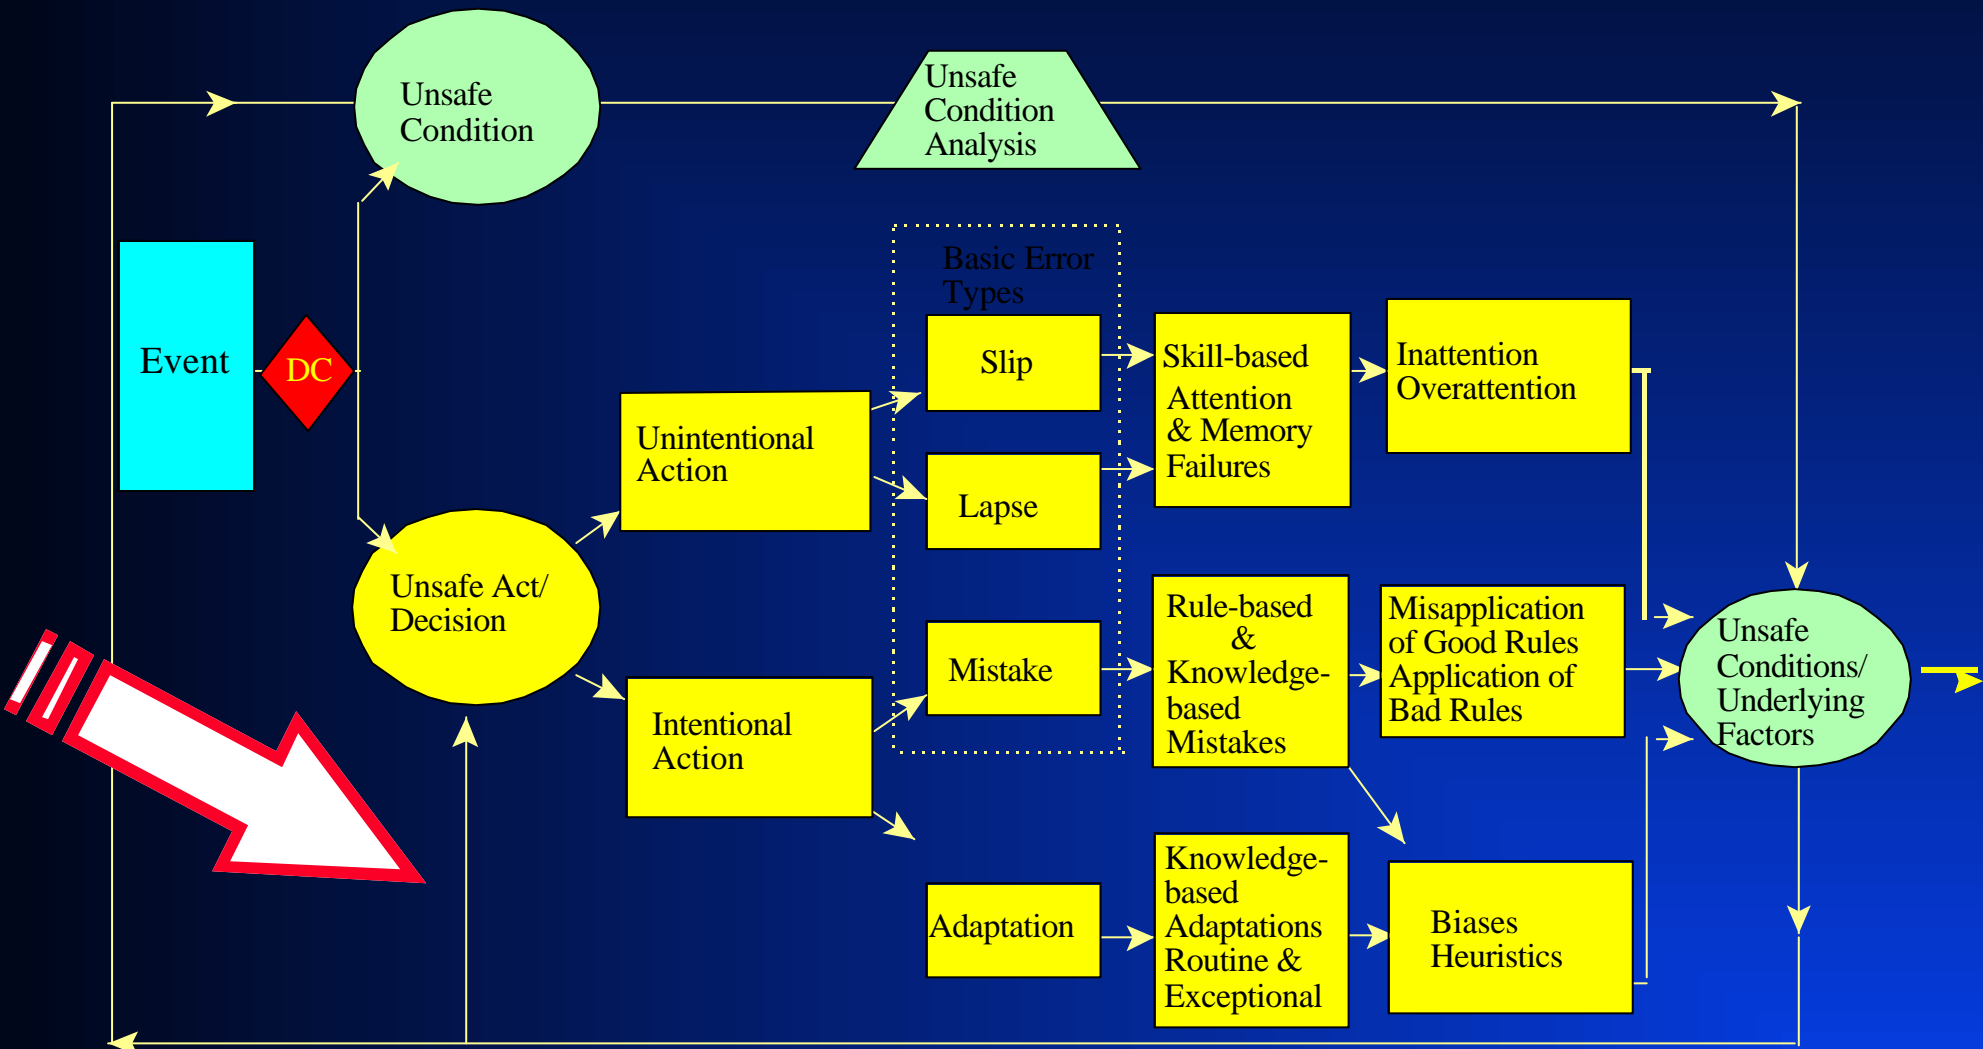 Unsafe
Condition
Unsafe
Condition
Analysis
Event
DC
Basic Error
Types
Slip
Skill-based
Attention
& Memory
Failures
Inattention
Overattention
Unintentional
Action
Lapse
Unsafe Act/
Decision
Mistake
Rule-based
&
Knowledge-
based
Mistakes
Misapplication
of Good Rules
Application of
Bad Rules
Unsafe
Conditions/
Underlying
Factors
Intentional
Action
Adaptation
Knowledge-
based
Adaptations
Routine &
Exceptional
Biases
Heuristics